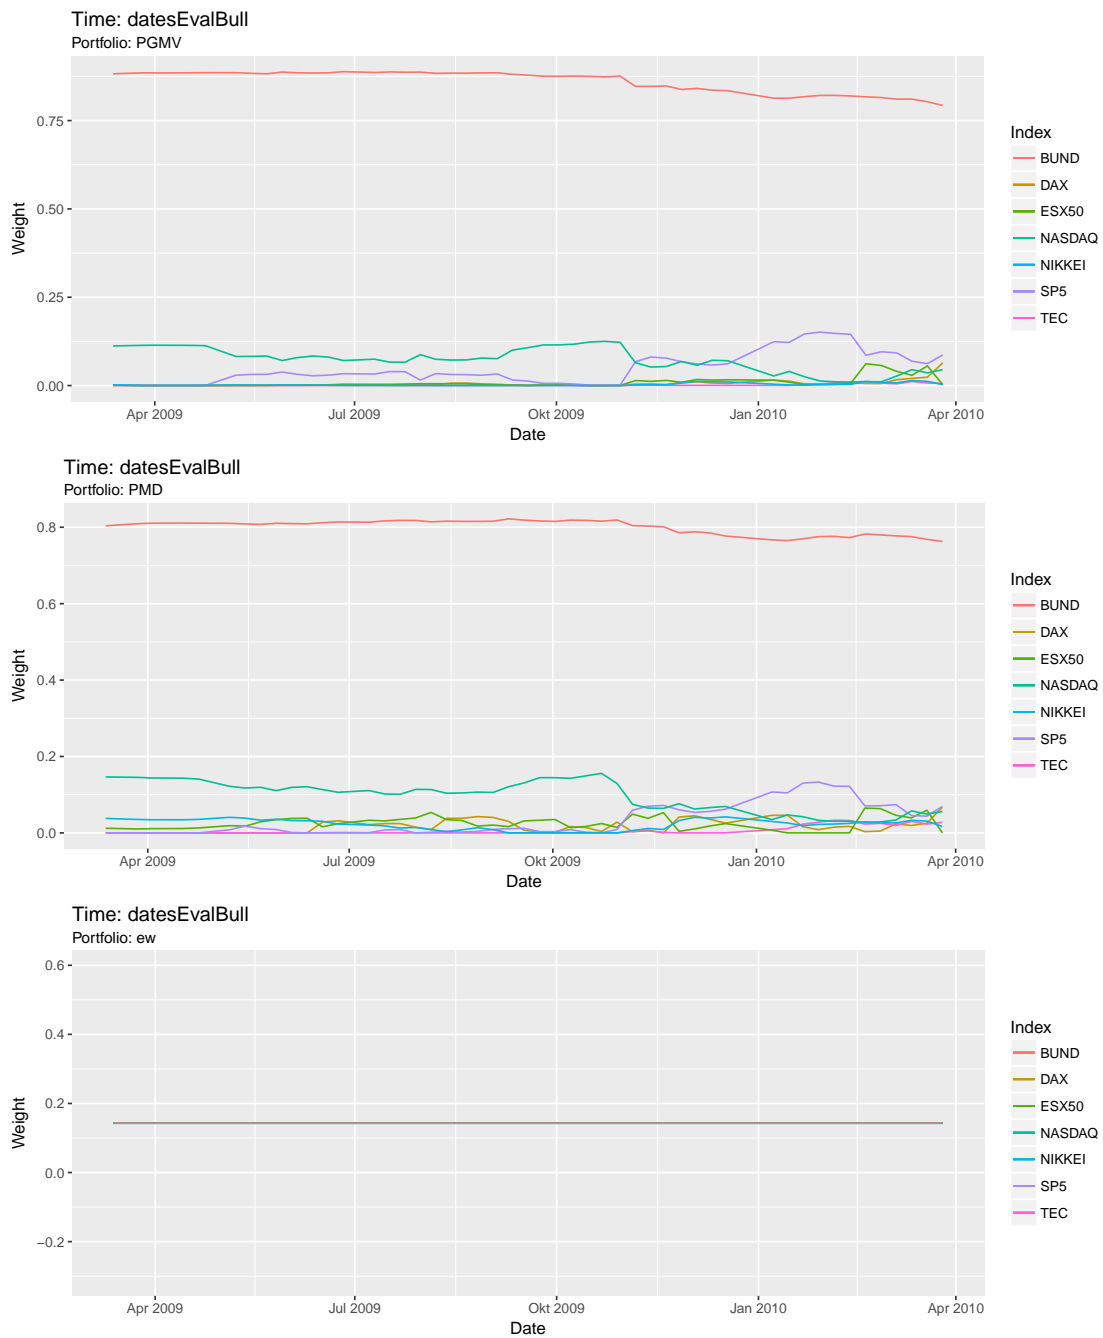 Time: datesEvalBull
Portfolio: PGMV
0.75
0.50
0.25
0.00
Weight
Apr 2009 Jul 2009 Okt 2009 Jan 2010 Apr 2010
Date
Index
BUND
DAX
ESX50
NASDAQ
NIKKEI
SP5
TEC
Time: datesEvalBull
Portfolio: PMD
0.8
0.6
0.4
0.2
0.0
Weight
Apr 2009 Jul 2009 Okt 2009 Jan 2010 Apr 2010
Date
Index
BUND
DAX
ESX50
NASDAQ
NIKKEI
SP5
TEC
Time: datesEvalBull
Portfolio: ew
0.6
0.4
0.2
0.0
−0.2
Weight
Apr 2009 Jul 2009 Okt 2009 Jan 2010 Apr 2010
Date
Index
BUND
DAX
ESX50
NASDAQ
NIKKEI
SP5
TEC